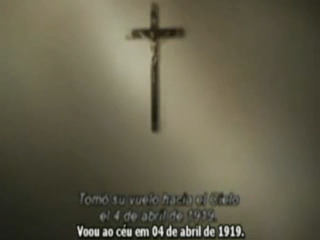 Tomó su vuelo hacia el Cielo
el 4 de abril de 1919.
Voou ao céu em 04 de abril de 1919.